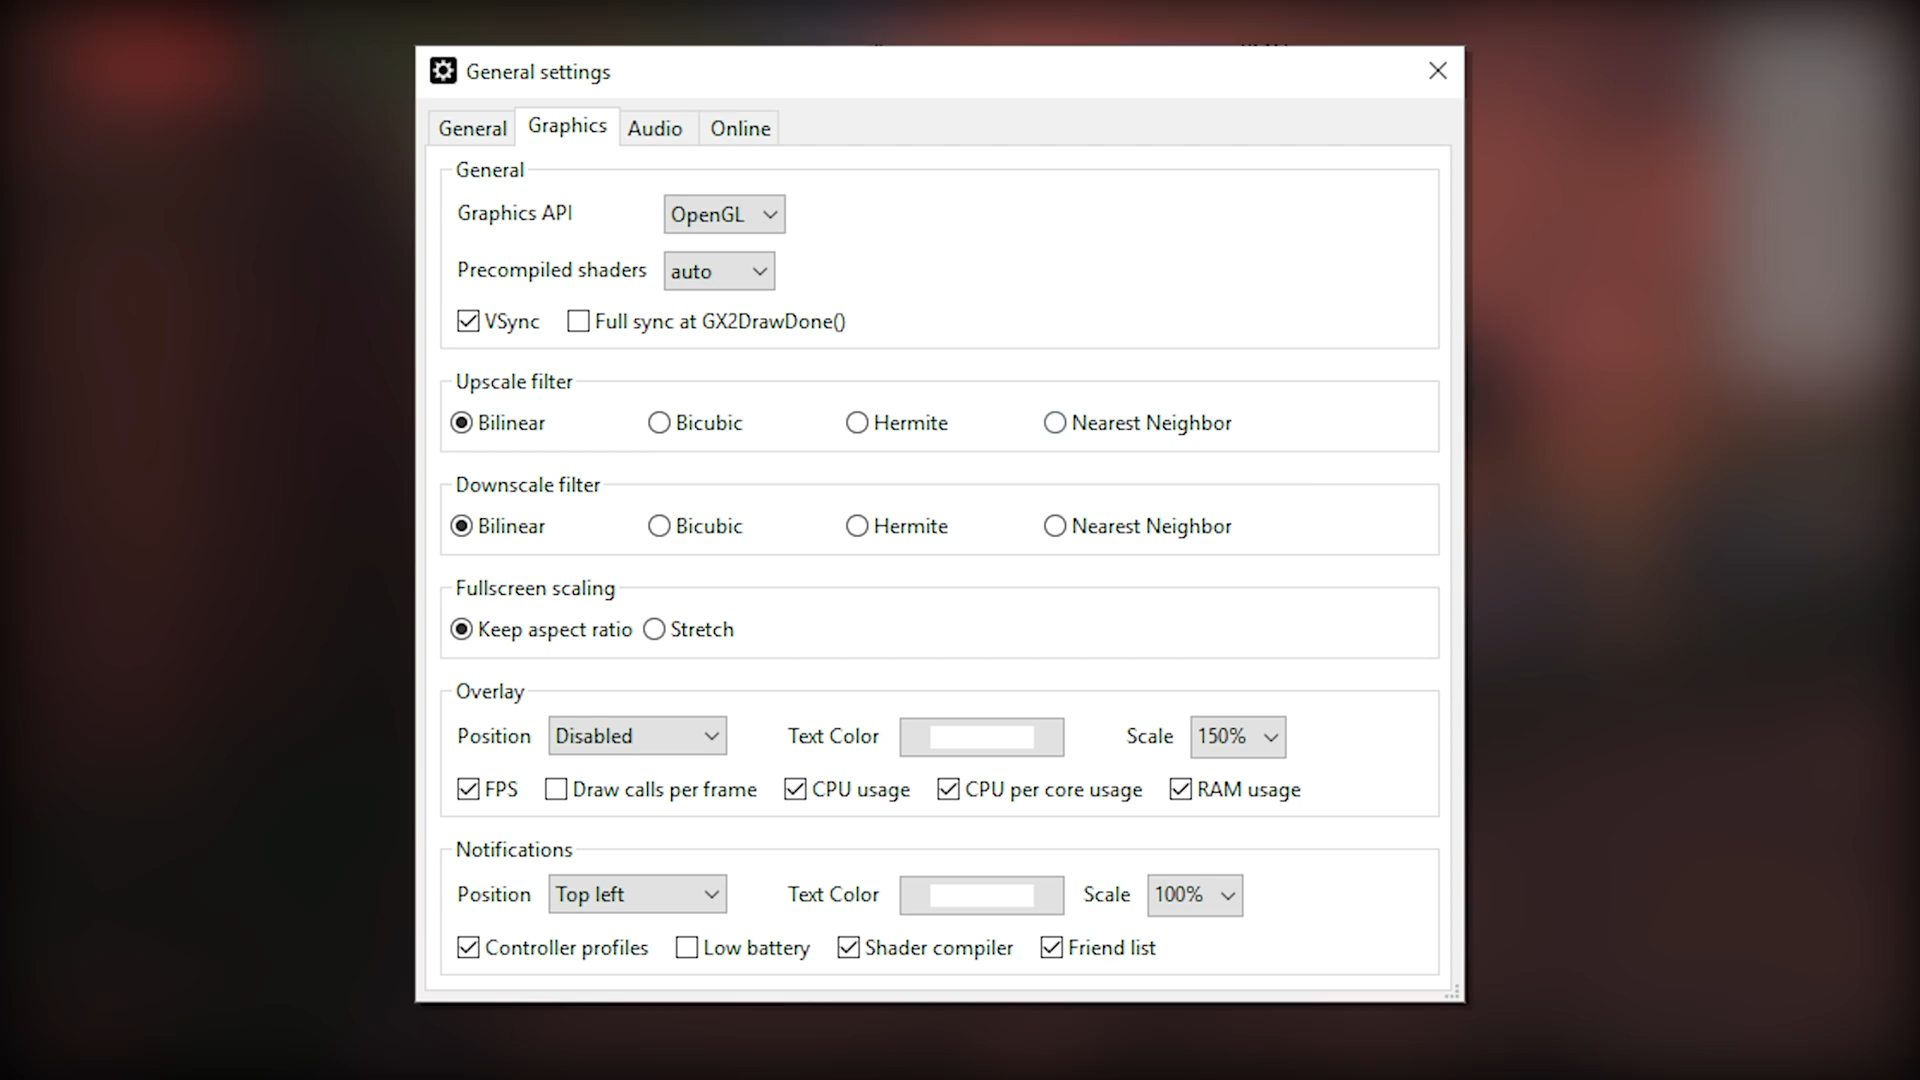 General settings
General Graphics Audio Online
General
Graphics API OpenGL
Precompiled shaders auto
VSync Full sync at GX2DrawDone()
Upscale filter
Bilinear Bicubic Hermite Nearest Neighbor
Downscale filter
Bilinear Bicubic Hermite Nearest Neighbor
Fullscreen scaling
Keep aspect ratio Stretch
Overlay
Position Disabled Text Color Scale 150%
FPS Draw calls per frame CPU usage CPU per core usage RAM usage
Notifications
Position Top left Text Color Scale 100%
Controller profiles Low battery Shader compiler Friend list